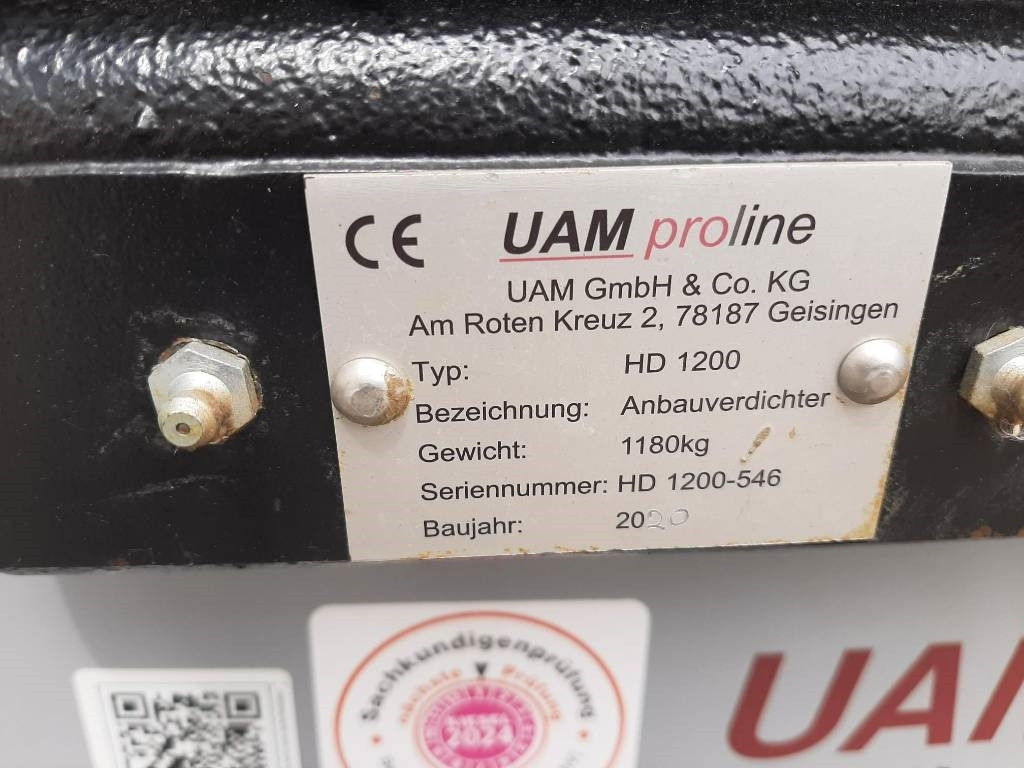 CE UAM proline
UAM GmbH & Co. KG
Am Roten Kreuz 2, 78187 Geisingen
Typ: HD 1200
Bezeichnung: Anbauverdichter
Gewicht: 1180kg
Seriennummer: HD 1200-546
Baujahr: 2020
Sachkundigenprüfung
nächste Prüfung
2024